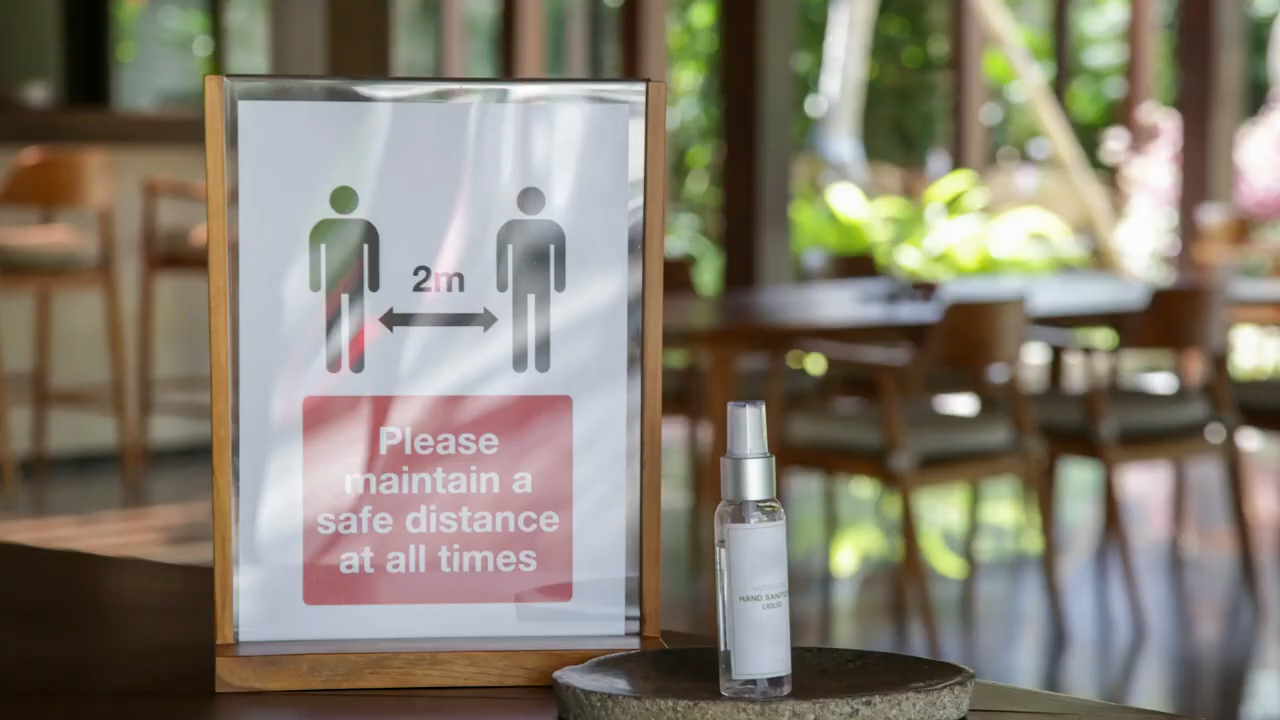 2m
Please
maintain a
safe distance
at all times
HAND SANITIZER
LIQUID